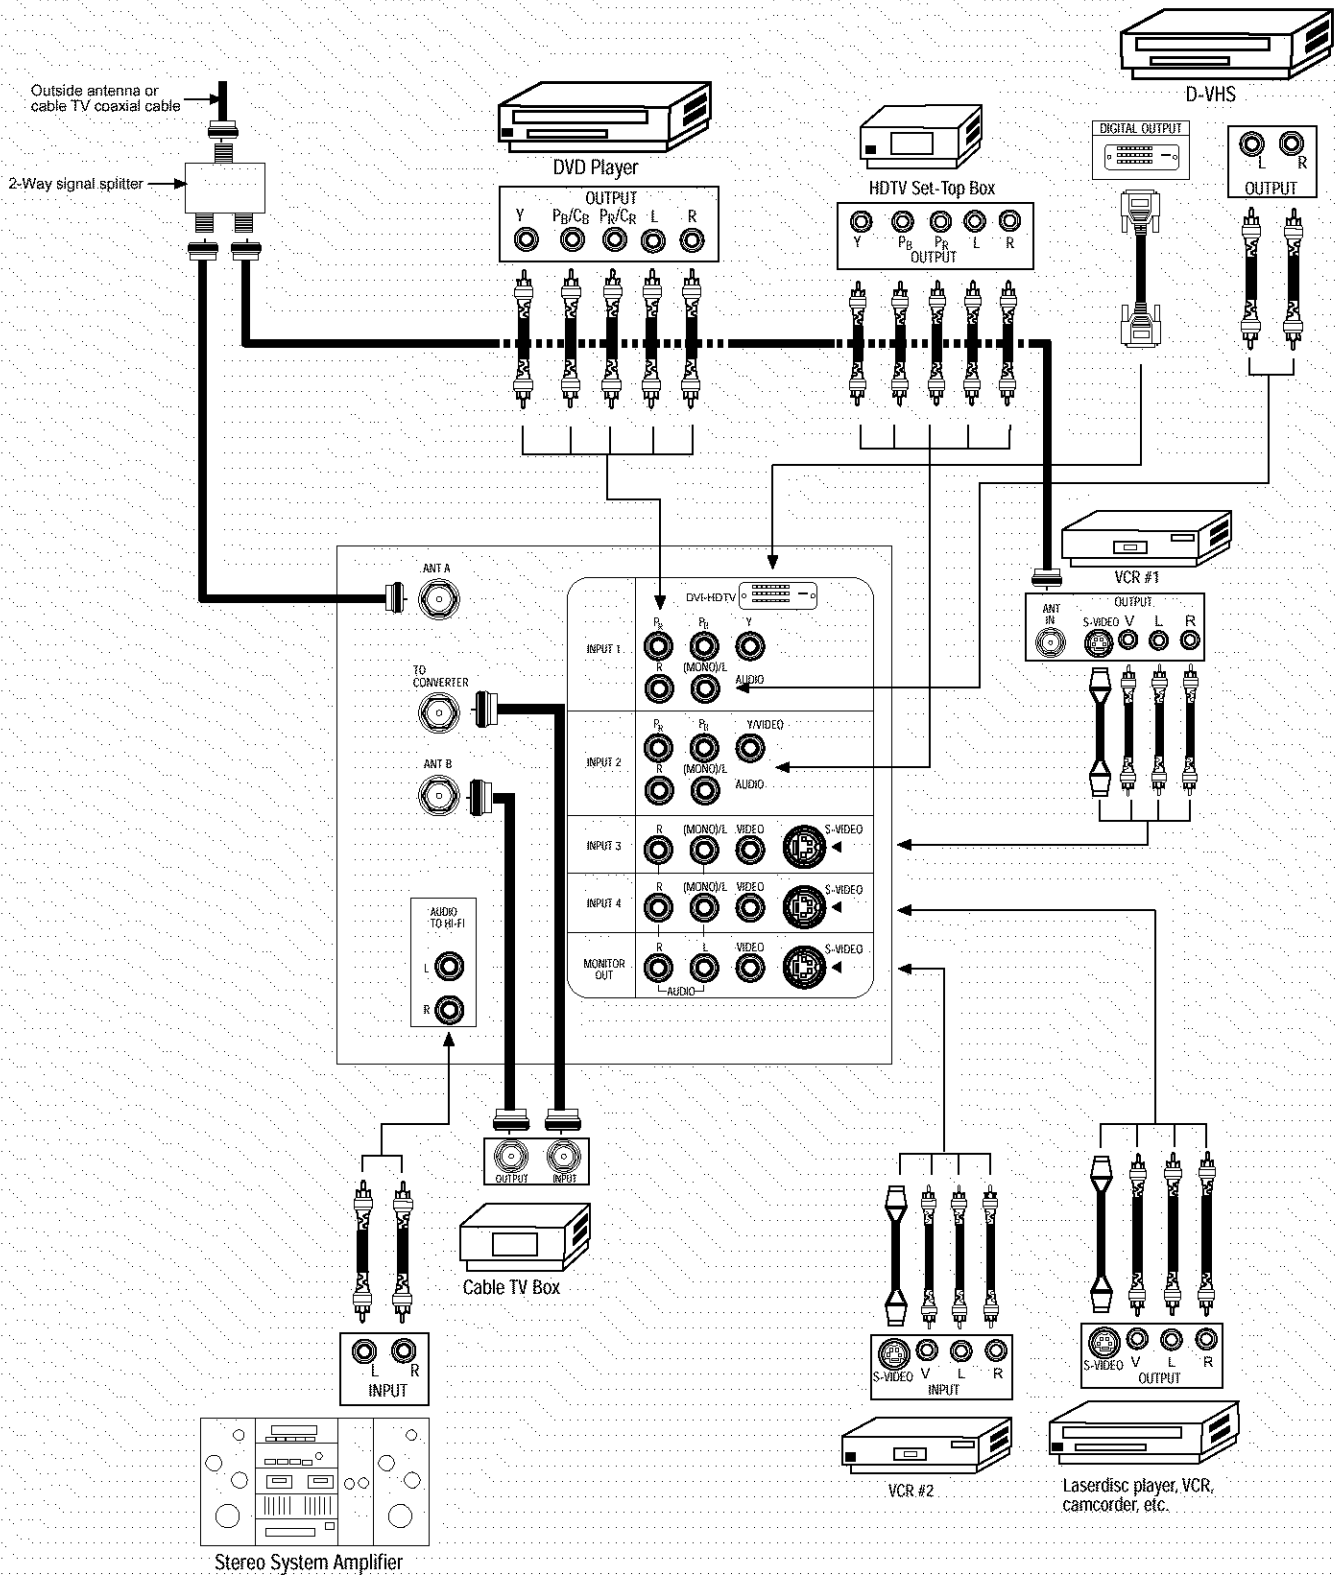 D-VHS
DIGITAL OUTPUT
L R
OUTPUT
Outside antenna or
cable TV coaxial cable
2-Way signal splitter
DVD Player
OUTPUT
Y PB/CB PR/CR L R
HDTV Set-Top Box
Y PB PR L R
OUTPUT
VCR #1
OUTPUT
ANT
IN
S-VIDEO V L R
ANT A
TO
CONVERTER
ANT B
AUDIO
TO HI-FI
L
R
DVI-HDTV
PR PB Y
INPUT 1
R (MONO)/L AUDIO
PR PB Y/VIDEO
INPUT 2
R (MONO)/L AUDIO
R (MONO)/L VIDEO S-VIDEO
INPUT 3
R (MONO)/L VIDEO S-VIDEO
INPUT 4
R L VIDEO S-VIDEO
MONITOR
OUT
AUDIO
OUTPUT INPUT
Cable TV Box
L R
INPUT
Stereo System Amplifier
S-VIDEO V L R
INPUT
VCR #2
S-VIDEO V L R
OUTPUT
Laserdisc player, VCR,
camcorder, etc.